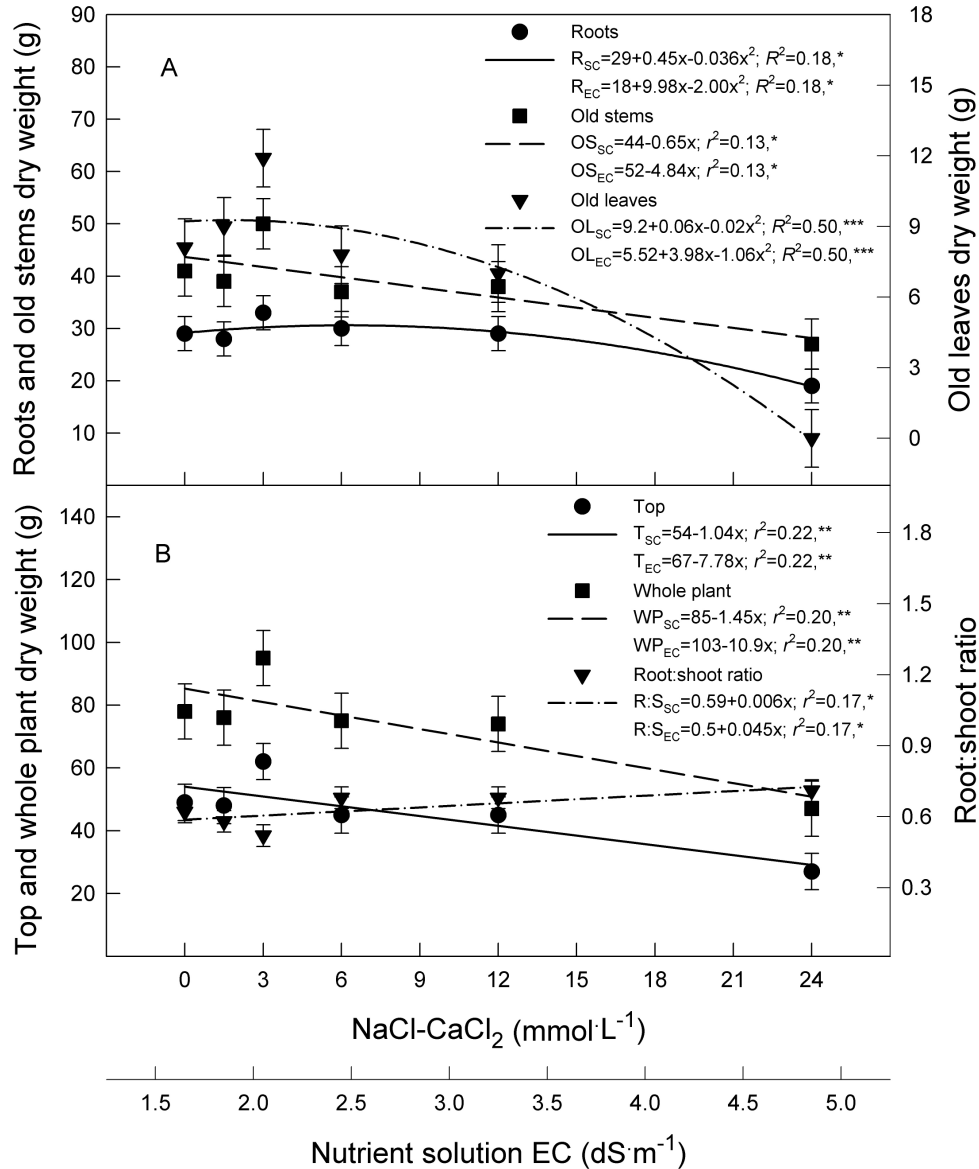 Roots and old stems dry weight (g)
90
80
70
60
50
40
30
20
10
A
Roots
R_SC=29+0.45x-0.036x²; R²=0.18,*
R_EC=18+9.98x-2.00x²; R²=0.18,*
Old stems
OS_SC=44-0.65x; r²=0.13,*
OS_EC=52-4.84x; r²=0.13,*
Old leaves
OL_SC=9.2+0.06x-0.02x²; R²=0.50,***
OL_EC=5.52+3.98x-1.06x²; R²=0.50,***
18
15
12
9
6
3
0
Old leaves dry weight (g)
Top and whole plant dry weight (g)
140
120
100
80
60
40
20
B
Top
T_SC=54-1.04x; r²=0.22,**
T_EC=67-7.78x; r²=0.22,**
Whole plant
WP_SC=85-1.45x; r²=0.20,**
WP_EC=103-10.9x; r²=0.20,**
Root:shoot ratio
R:S_SC=0.59+0.006x; r²=0.17,*
R:S_EC=0.5+0.045x; r²=0.17,*
1.8
1.5
1.2
0.9
0.6
0.3
Root:shoot ratio
0 3 6 9 12 15 18 21 24
NaCl-CaCl₂ (mmol·L⁻¹)
1.5 2.0 2.5 3.0 3.5 4.0 4.5 5.0
Nutrient solution EC (dS·m⁻¹)